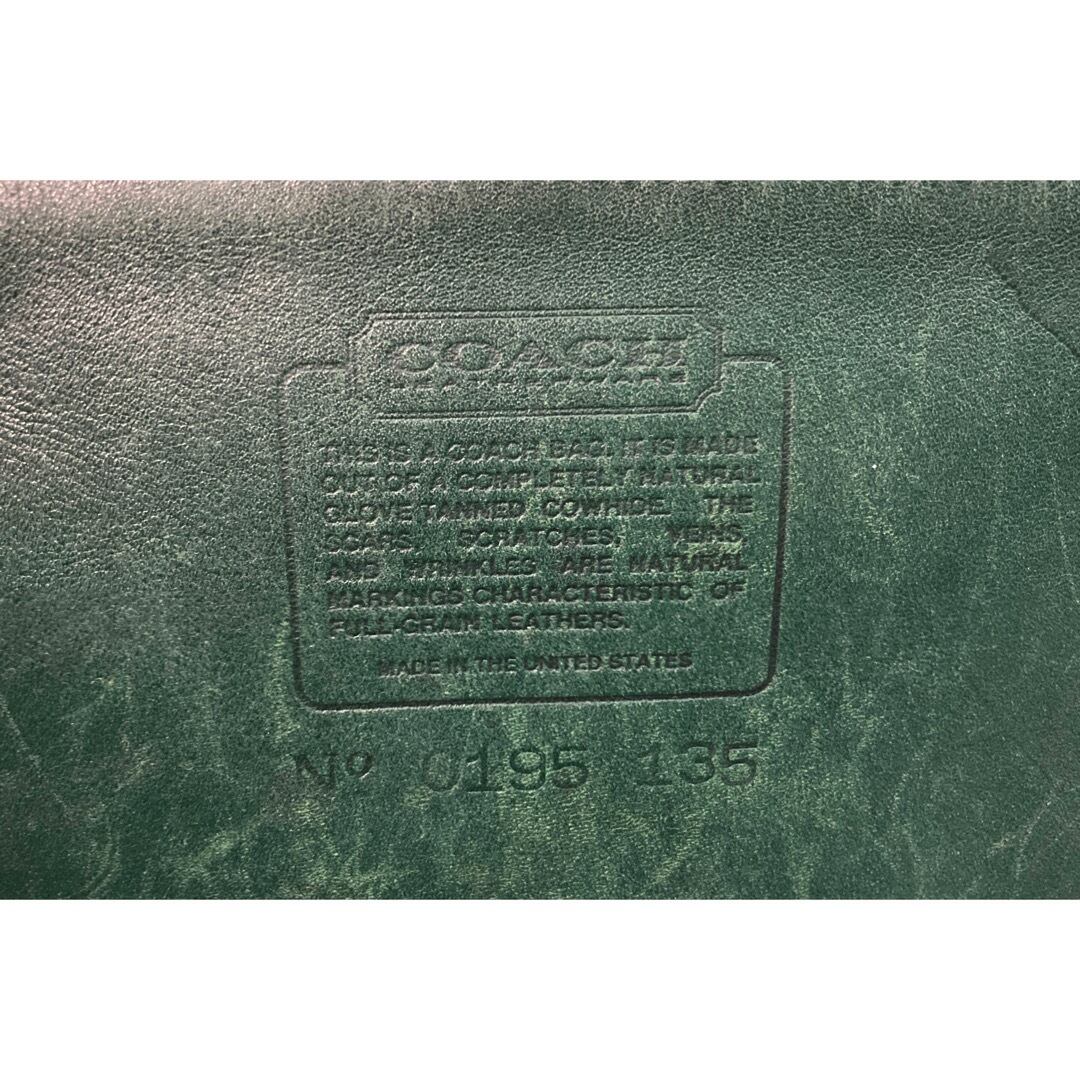 COACH
LEATHERWARE
THIS IS A COACH BAG. IT IS MADE
OUT OF A COMPLETELY NATURAL
GLOVE TANNED COWHIDE. THE
SCARS, SCRATCHES, VEINS,
AND WRINKLES ARE NATURAL
MARKINGS CHARACTERISTIC OF
FULL-GRAIN LEATHERS.
MADE IN THE UNITED STATES
Nº 0195 135